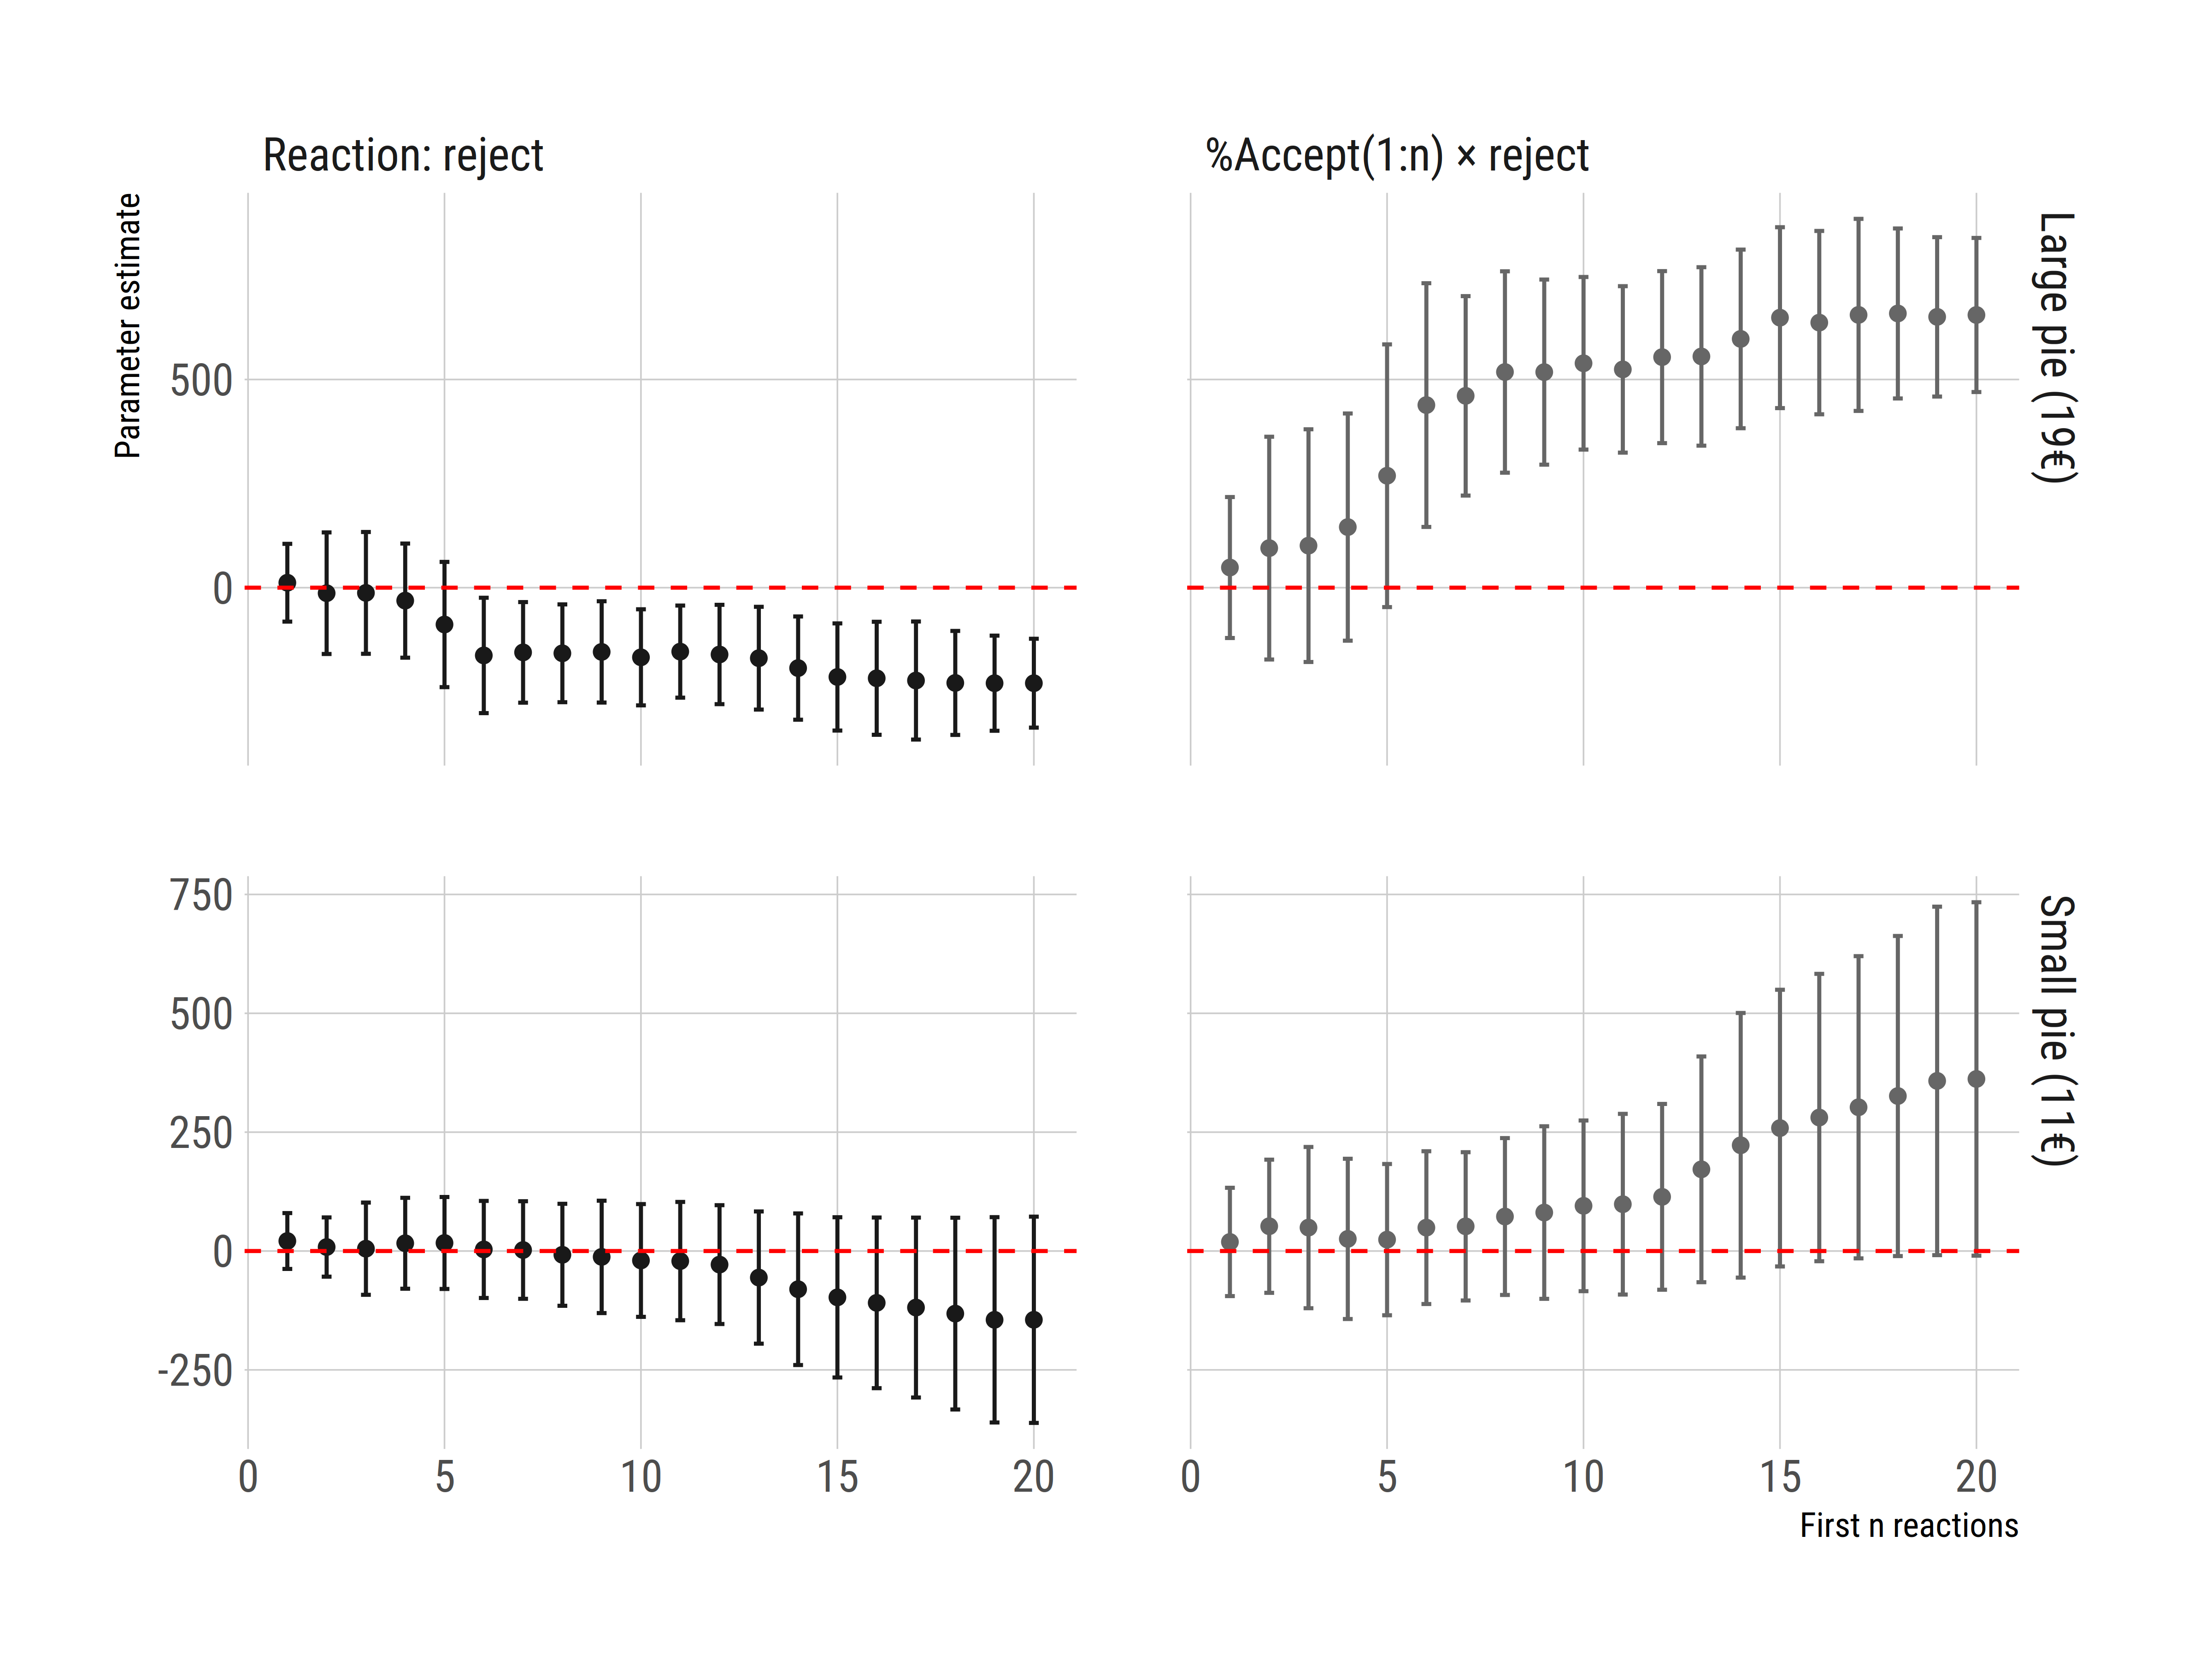 Reaction: reject
%Accept(1:n) × reject
Parameter estimate
500
0
Large pie (19€)
750
500
250
0
-250
Small pie (11€)
0 5 10 15 20
0 5 10 15 20
First n reactions